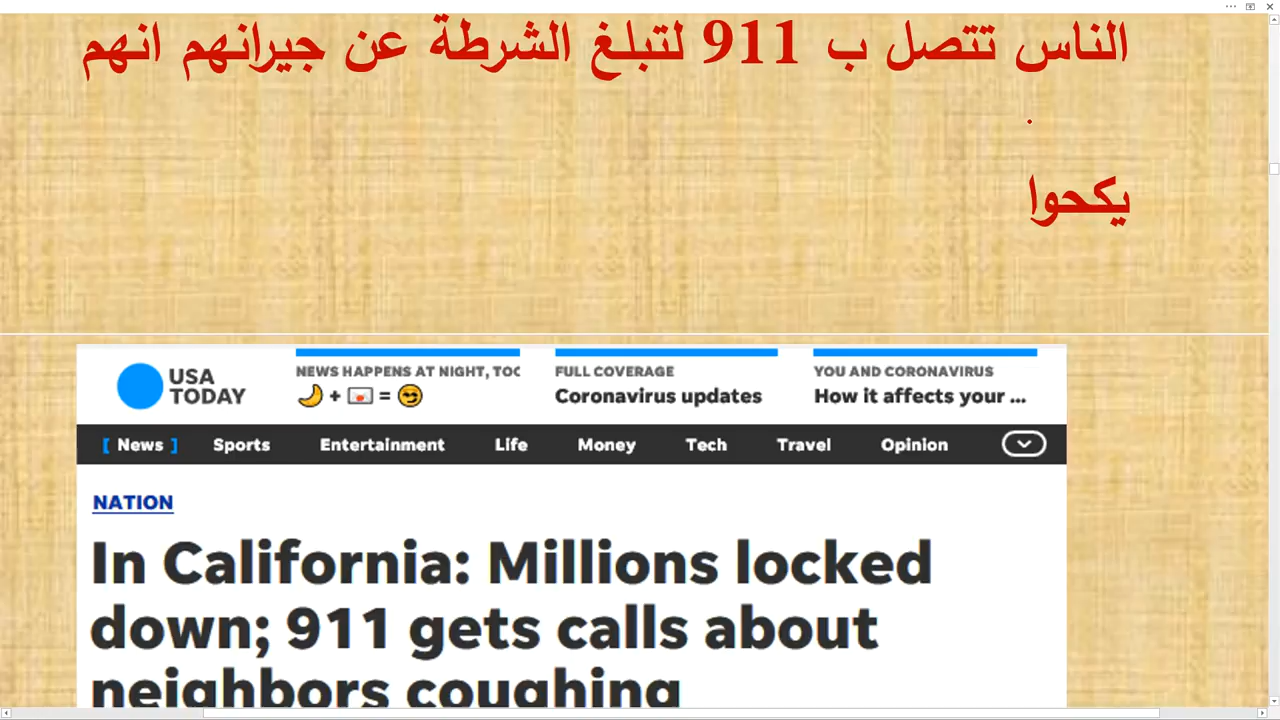 الناس تتصل ب 911 لتبلغ الشرطة عن جيرانهم انهم
يكحوا
USA TODAY
NEWS HAPPENS AT NIGHT, TOO
FULL COVERAGE
Coronavirus updates
YOU AND CORONAVIRUS
How it affects your ...
[ News ] Sports Entertainment Life Money Tech Travel Opinion
NATION
In California: Millions locked
down; 911 gets calls about
neighbors coughing